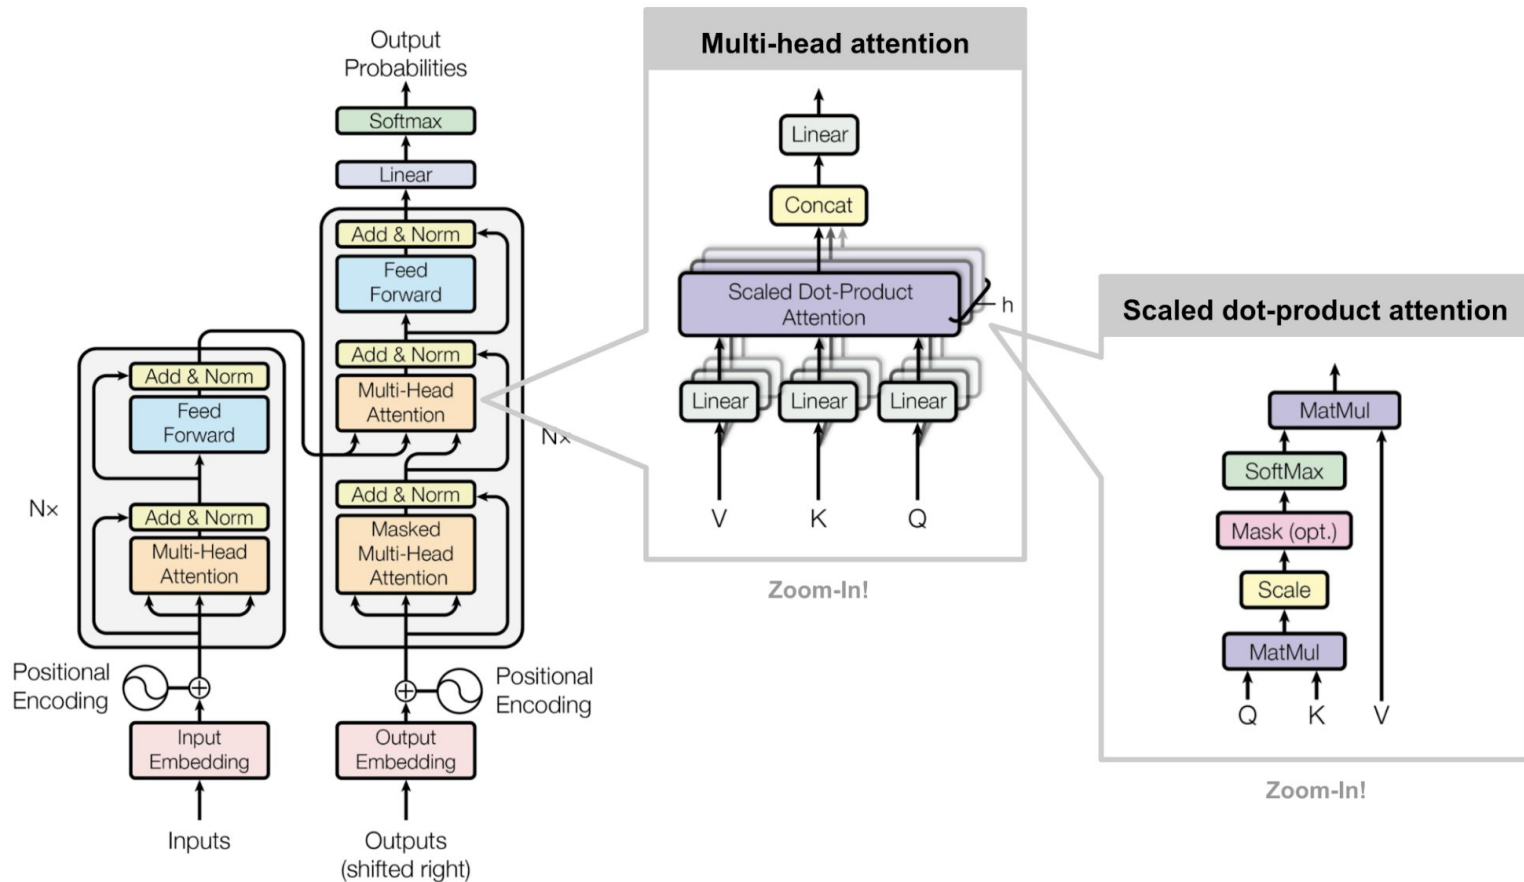 Output
Probabilities
Softmax
Linear
Add & Norm
Feed
Forward
Add & Norm
Multi-Head
Attention
Add & Norm
Masked
Multi-Head
Attention
N×
Positional
Encoding
Output
Embedding
Outputs
(shifted right)
Add & Norm
Feed
Forward
Add & Norm
Multi-Head
Attention
N×
Positional
Encoding
Input
Embedding
Inputs
Multi-head attention
Linear
Concat
Scaled Dot-Product
Attention
h
Linear Linear Linear
V K Q
Zoom-In!
Scaled dot-product attention
MatMul
SoftMax
Mask (opt.)
Scale
MatMul
Q K V
Zoom-In!